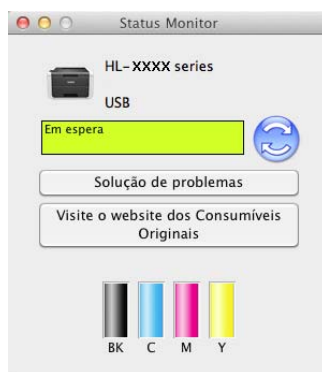 Status Monitor
HL-XXXX series
USB
Em espera
Solução de problemas
Visite o website dos Consumíveis
Originais
BK C M Y